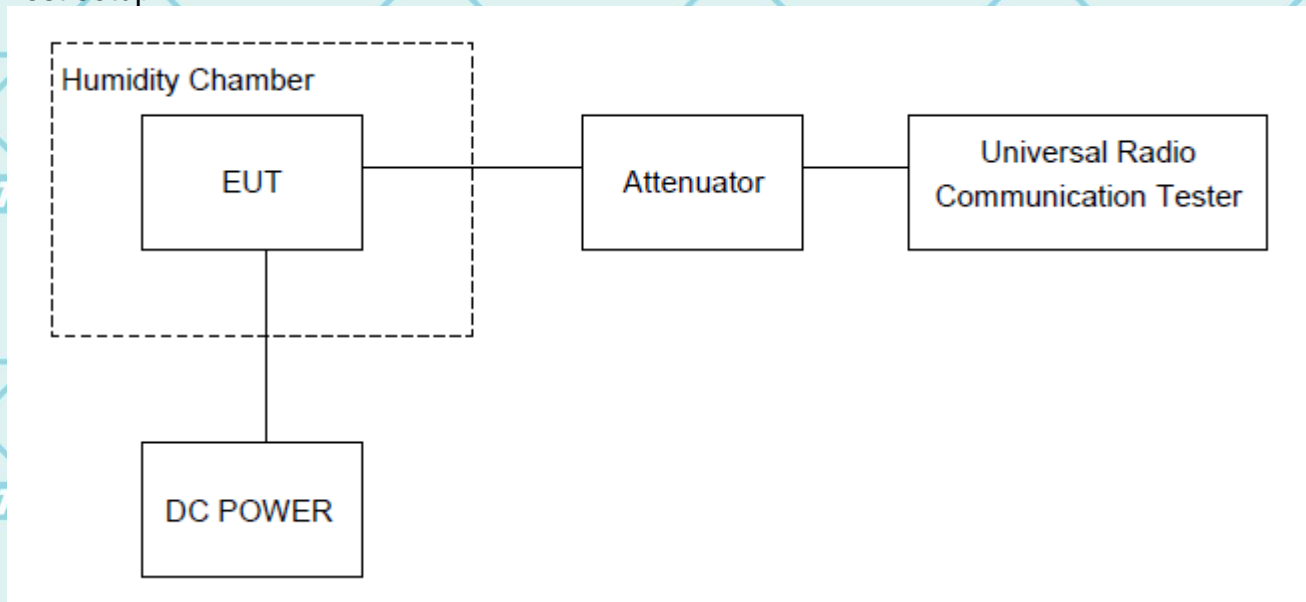 Humidity Chamber
EUT
Attenuator
Universal Radio
Communication Tester
DC POWER